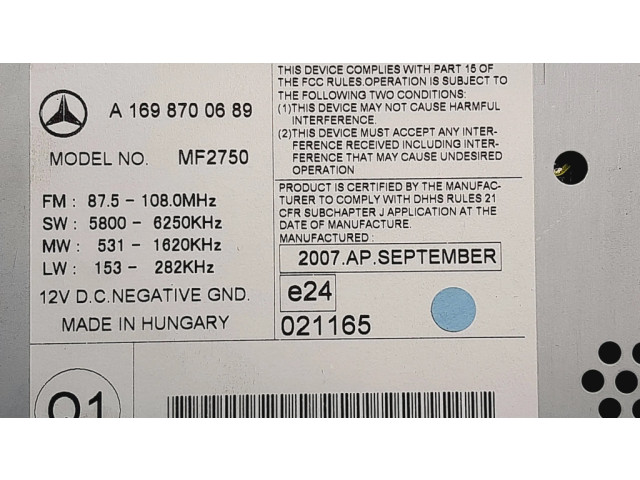 A 169 870 06 89
MODEL NO. MF2750
FM : 87.5 - 108.0MHz
SW : 5800 - 6250KHz
MW : 531 - 1620KHz
LW : 153 - 282KHz
12V D.C.NEGATIVE GND.
MADE IN HUNGARY
THIS DEVICE COMPLIES WITH PART 15 OF
THE FCC RULES.OPERATION IS SUBJECT TO
THE FOLLOWING TWO CONDITIONS:
(1)THIS DEVICE MAY NOT CAUSE HARMFUL
INTERFERENCE.
(2)THIS DEVICE MUST ACCEPT ANY INTER-
FERENCE RECEIVED INCLUDING INTER-
FERENCE THAT MAY CAUSE UNDESIRED
OPERATION
PRODUCT IS CERTIFIED BY THE MANUFAC-
TURER TO COMPLY WITH DHHS RULES 21
CFR SUBCHAPTER J APPLICATION AT THE
DATE OF MANUFACTURE.
MANUFACTURED :
2007.AP.SEPTEMBER
e24
021165